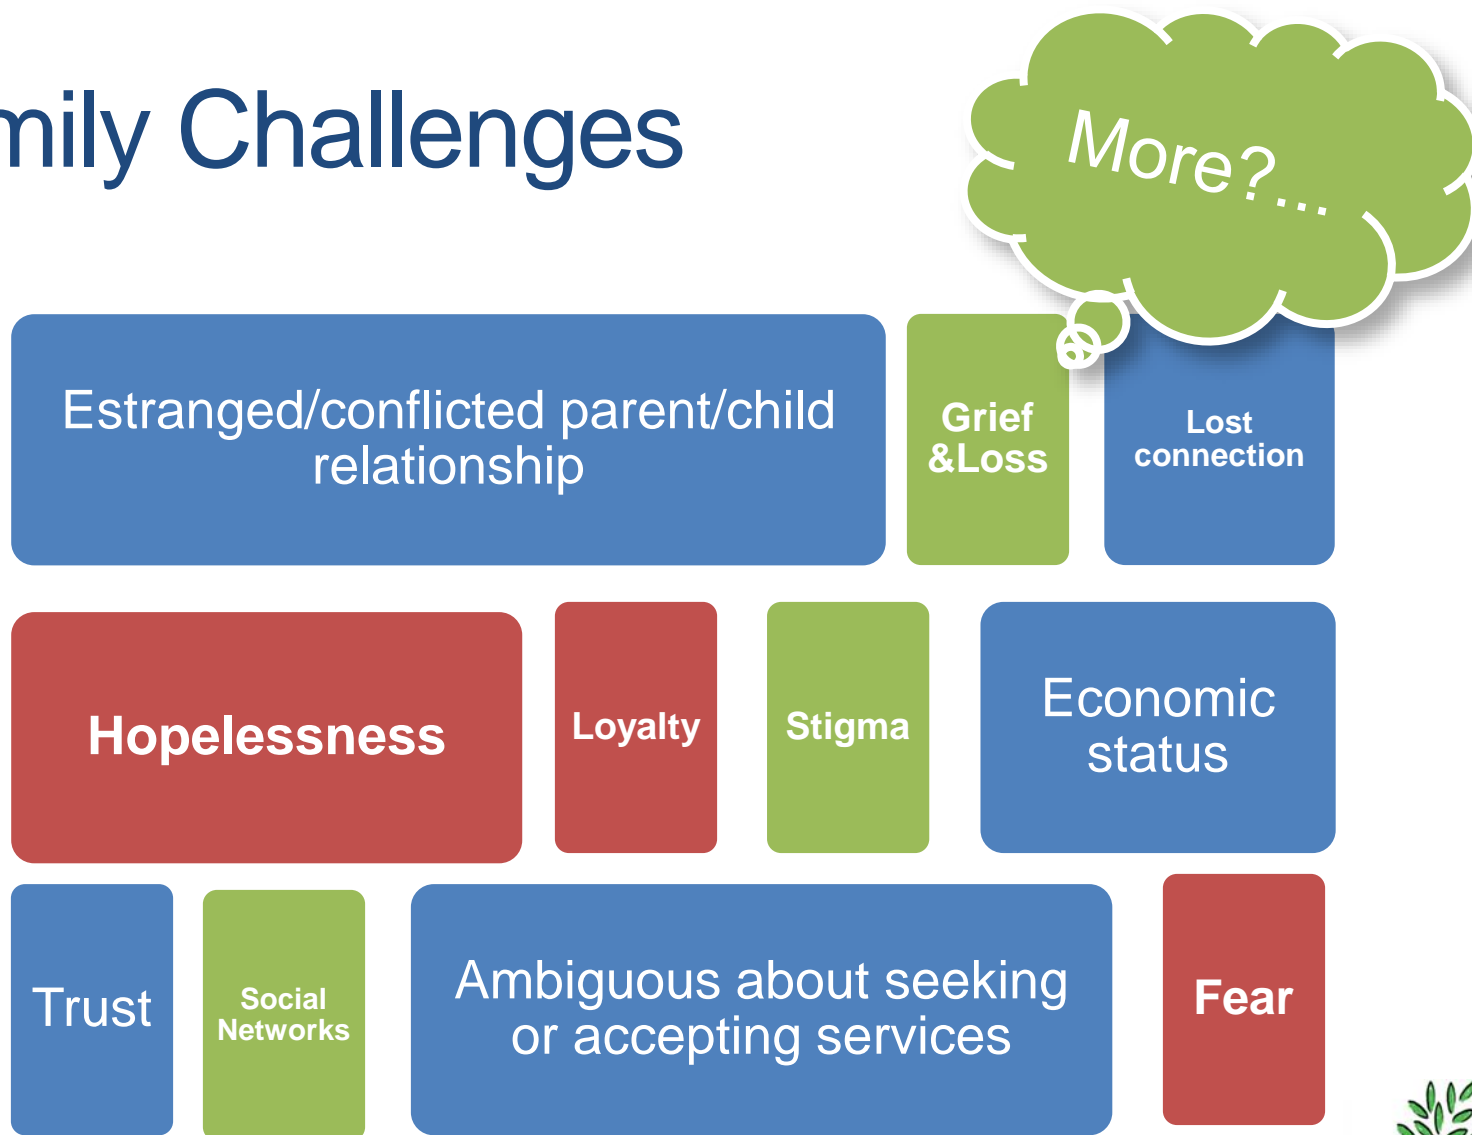 mily Challenges
More?...
Estranged/conflicted parent/child
relationship
Grief
&Loss
Lost
connection
Hopelessness
Loyalty
Stigma
Economic
status
Trust
Social
Networks
Ambiguous about seeking
or accepting services
Fear